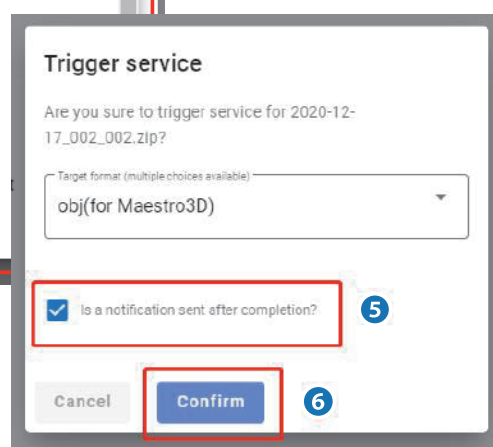 Trigger service
Are you sure to trigger service for 2020-12-
17_002_002.zip?
Target format (multiple choices available)
obj(for Maestro3D)
Is a notification sent after completion?
5
Cancel
Confirm
6